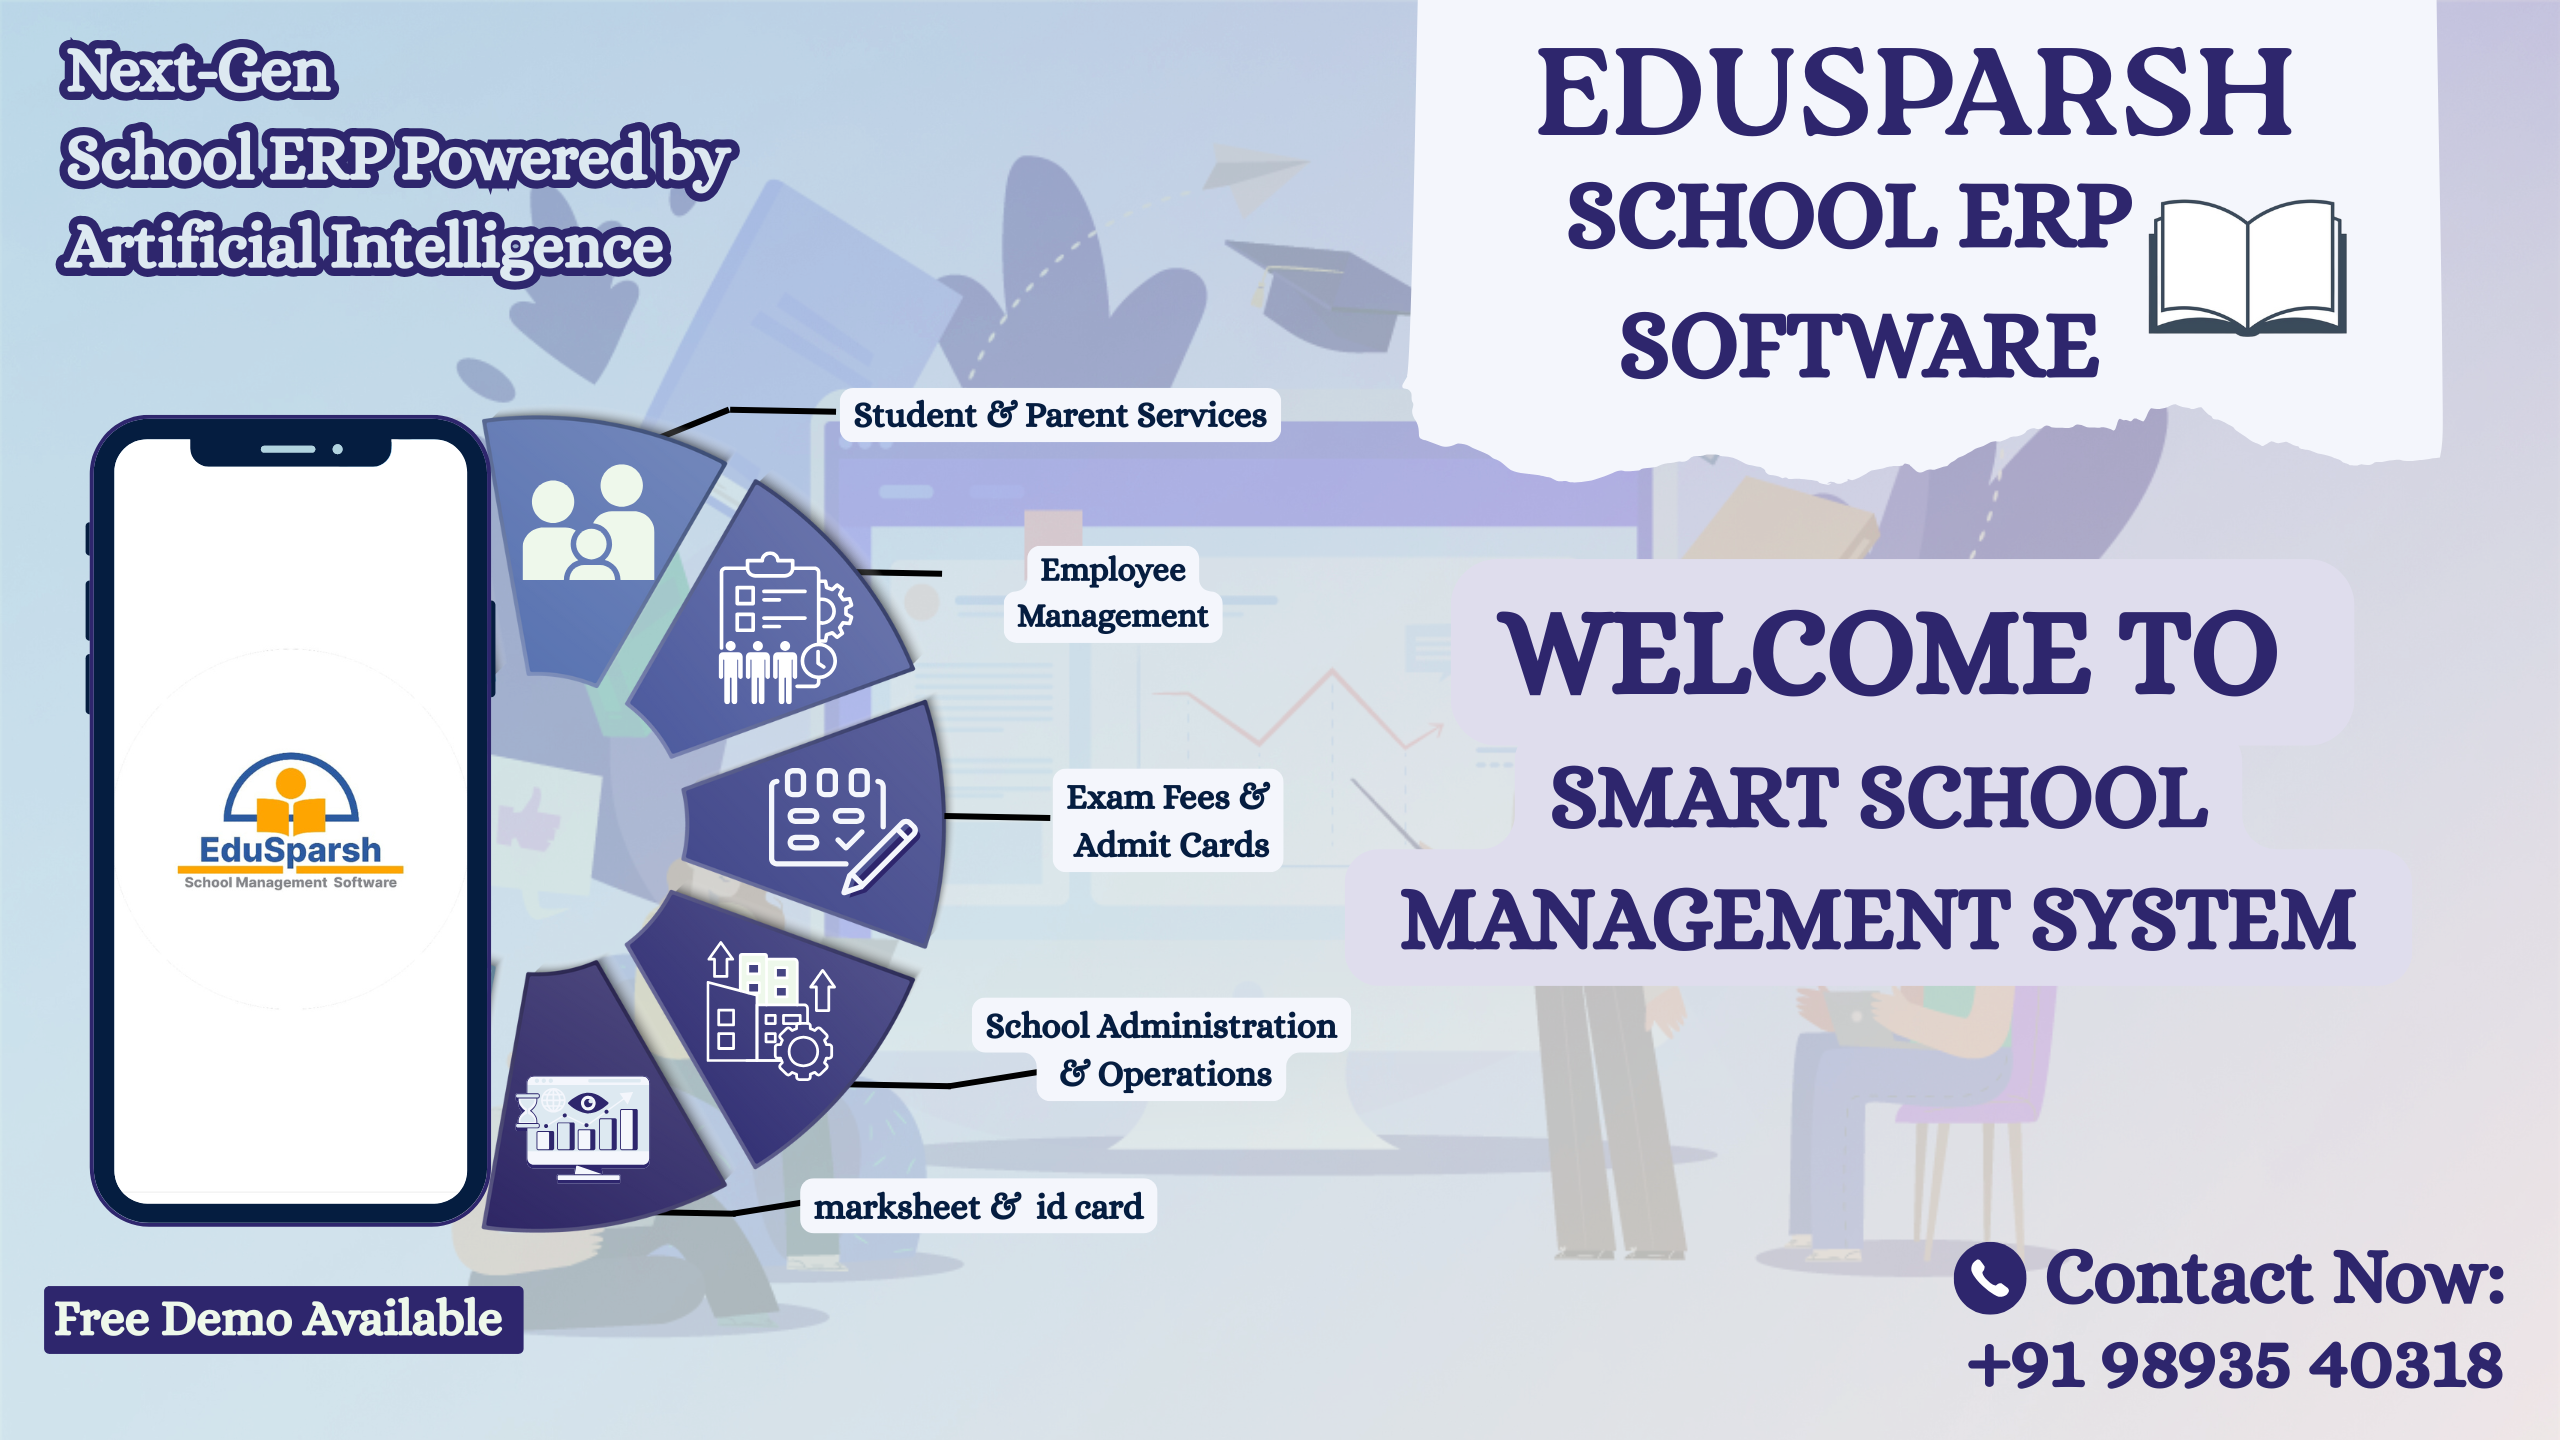 Next-Gen
School ERP Powered by
Artificial Intelligence
EDUSPARSH
SCHOOL ERP
SOFTWARE
Student & Parent Services
Employee
Management
Exam Fees &
Admit Cards
School Administration
& Operations
marksheet & id card
EduSparsh
School Management Software
WELCOME TO
SMART SCHOOL
MANAGEMENT SYSTEM
Free Demo Available
Contact Now:
+91 98935 40318